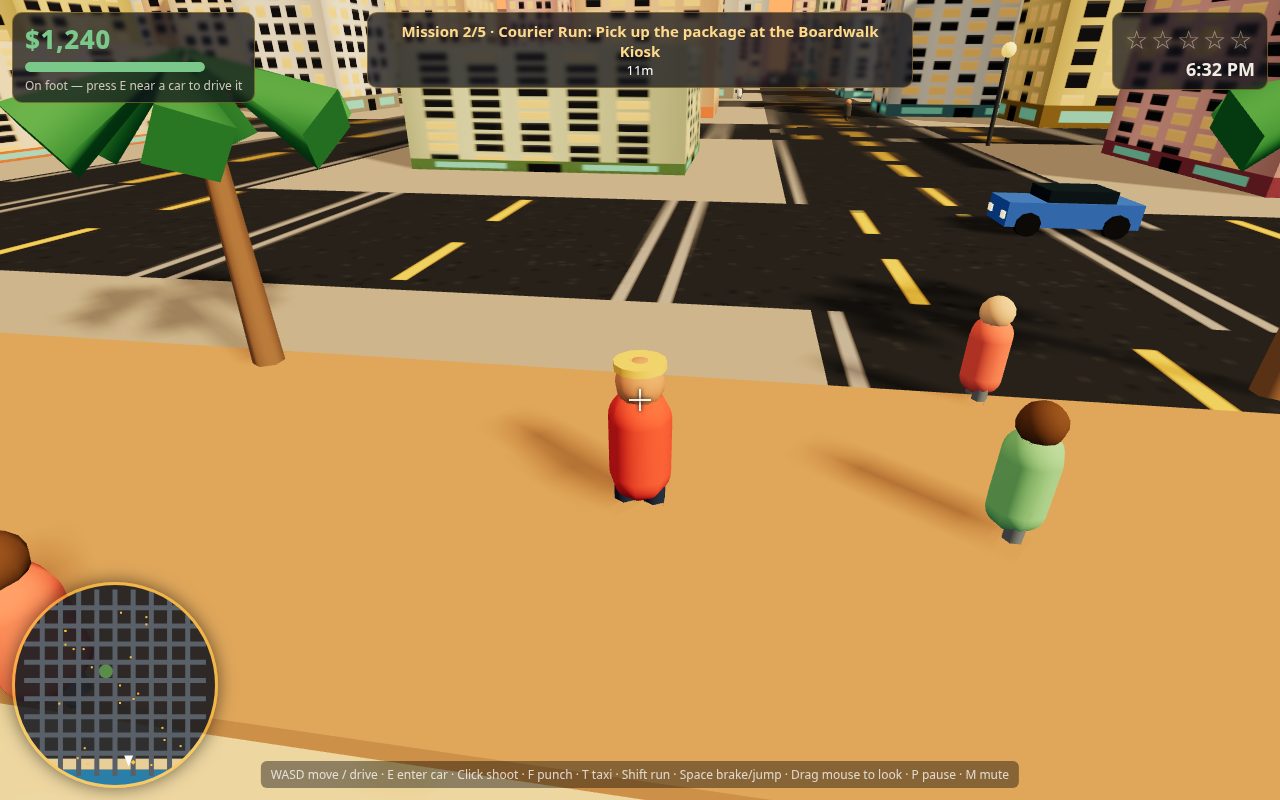 $1,240
On foot — press E near a car to drive it
Mission 2/5 · Courier Run: Pick up the package at the Boardwalk
Kiosk
11m
☆☆☆☆☆
6:32 PM
WASD move / drive · E enter car · Click shoot · F punch · T taxi · Shift run · Space brake/jump · Drag mouse to look · P pause · M mute